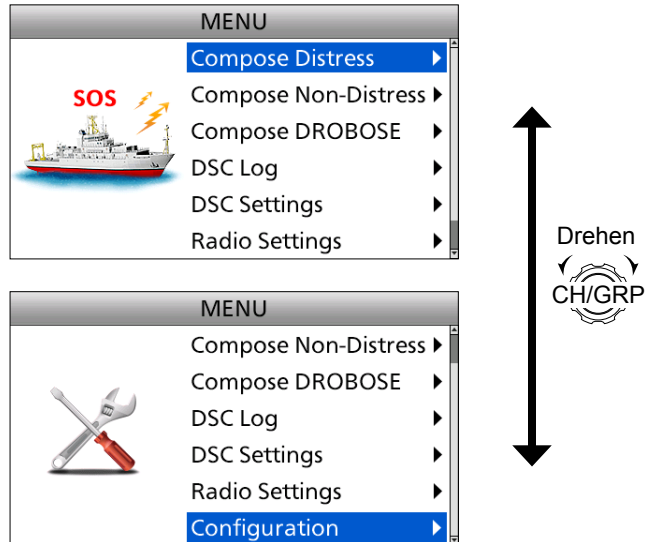 MENU
Compose Distress
SOS
Compose Non-Distress
Compose DROBOSE
DSC Log
DSC Settings
Radio Settings
MENU
Compose Non-Distress
Compose DROBOSE
DSC Log
DSC Settings
Radio Settings
Configuration
Drehen
CH/GRP